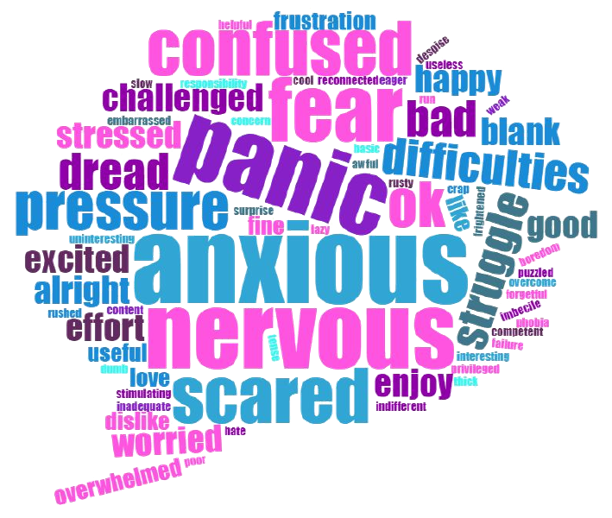 helpful frustration
confused despise
useless
slow responsibility cool reconnected eager happy
challenged fear run weak
embarrassed concern bad blank
stressed panic basic difficulties
awful
dread rusty crap frightened
pressure surprise ok like struggle good
fine lazy
uninteresting anxious boredom
excited puzzled
alright overcome
forgetful
rushed content nervous imbecile
effort phobia
competent
useful tense failure
interesting
dumb love scared enjoy privileged
thick
stimulating
inadequate indifferent
dislike
worried hate
overwhelmed poor